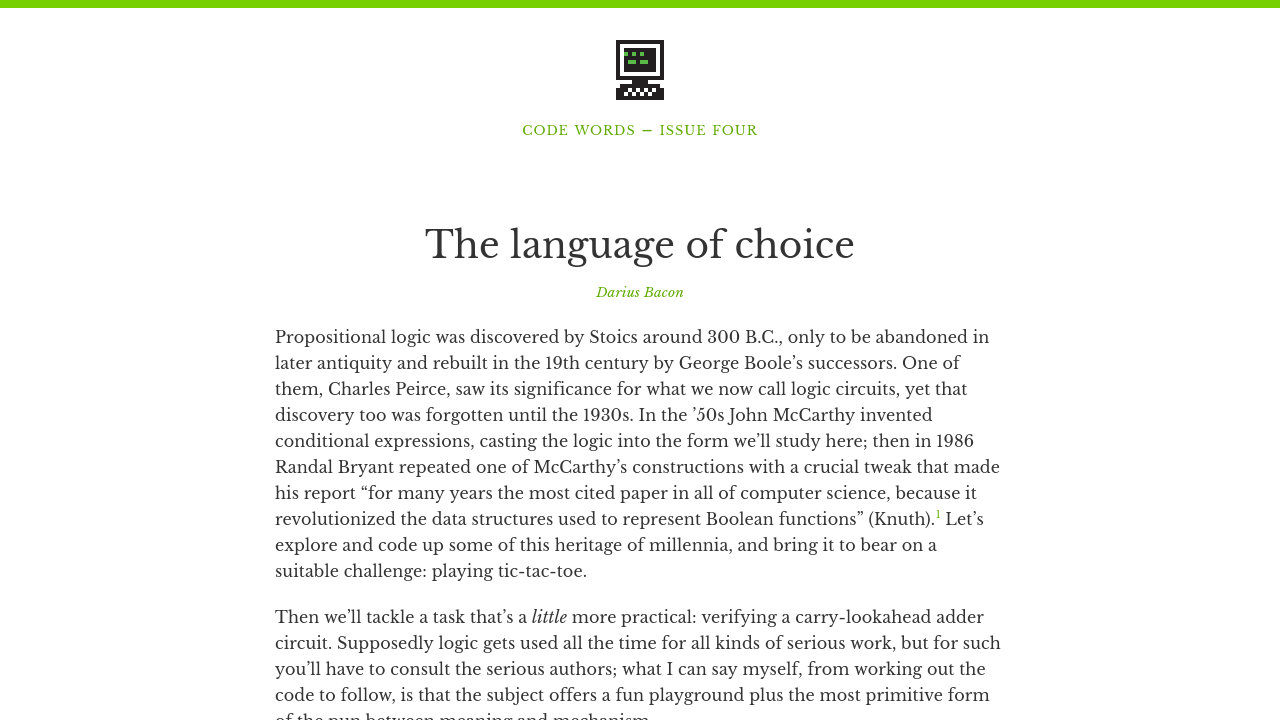 CODE WORDS — ISSUE FOUR
The language of choice
Darius Bacon
Propositional logic was discovered by Stoics around 300 B.C., only to be abandoned in
later antiquity and rebuilt in the 19th century by George Boole’s successors. One of
them, Charles Peirce, saw its significance for what we now call logic circuits, yet that
discovery too was forgotten until the 1930s. In the ’50s John McCarthy invented
conditional expressions, casting the logic into the form we’ll study here; then in 1986
Randal Bryant repeated one of McCarthy’s constructions with a crucial tweak that made
his report “for many years the most cited paper in all of computer science, because it
revolutionized the data structures used to represent Boolean functions” (Knuth).1 Let’s
explore and code up some of this heritage of millennia, and bring it to bear on a
suitable challenge: playing tic-tac-toe.
Then we’ll tackle a task that’s a little more practical: verifying a carry-lookahead adder
circuit. Supposedly logic gets used all the time for all kinds of serious work, but for such
you’ll have to consult the serious authors; what I can say myself, from working out the
code to follow, is that the subject offers a fun playground plus the most primitive form
of the pun between meaning and mechanism.